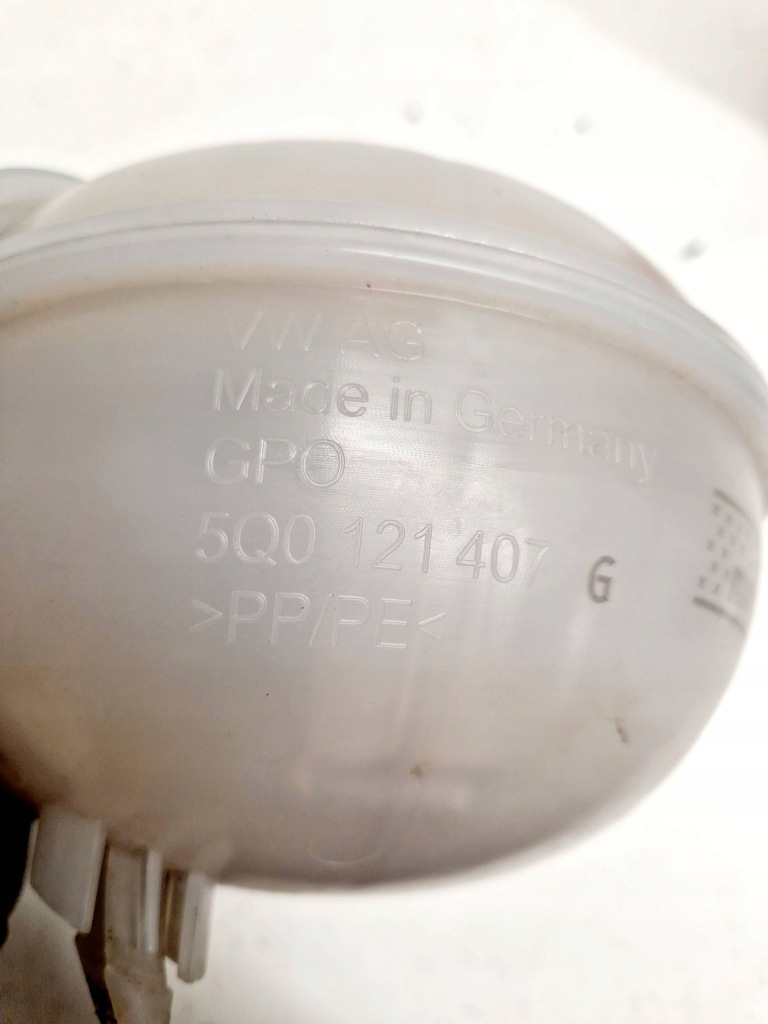 VW AG
Made in Germany
GPO
5Q0 121 407 G
>PP/PE<